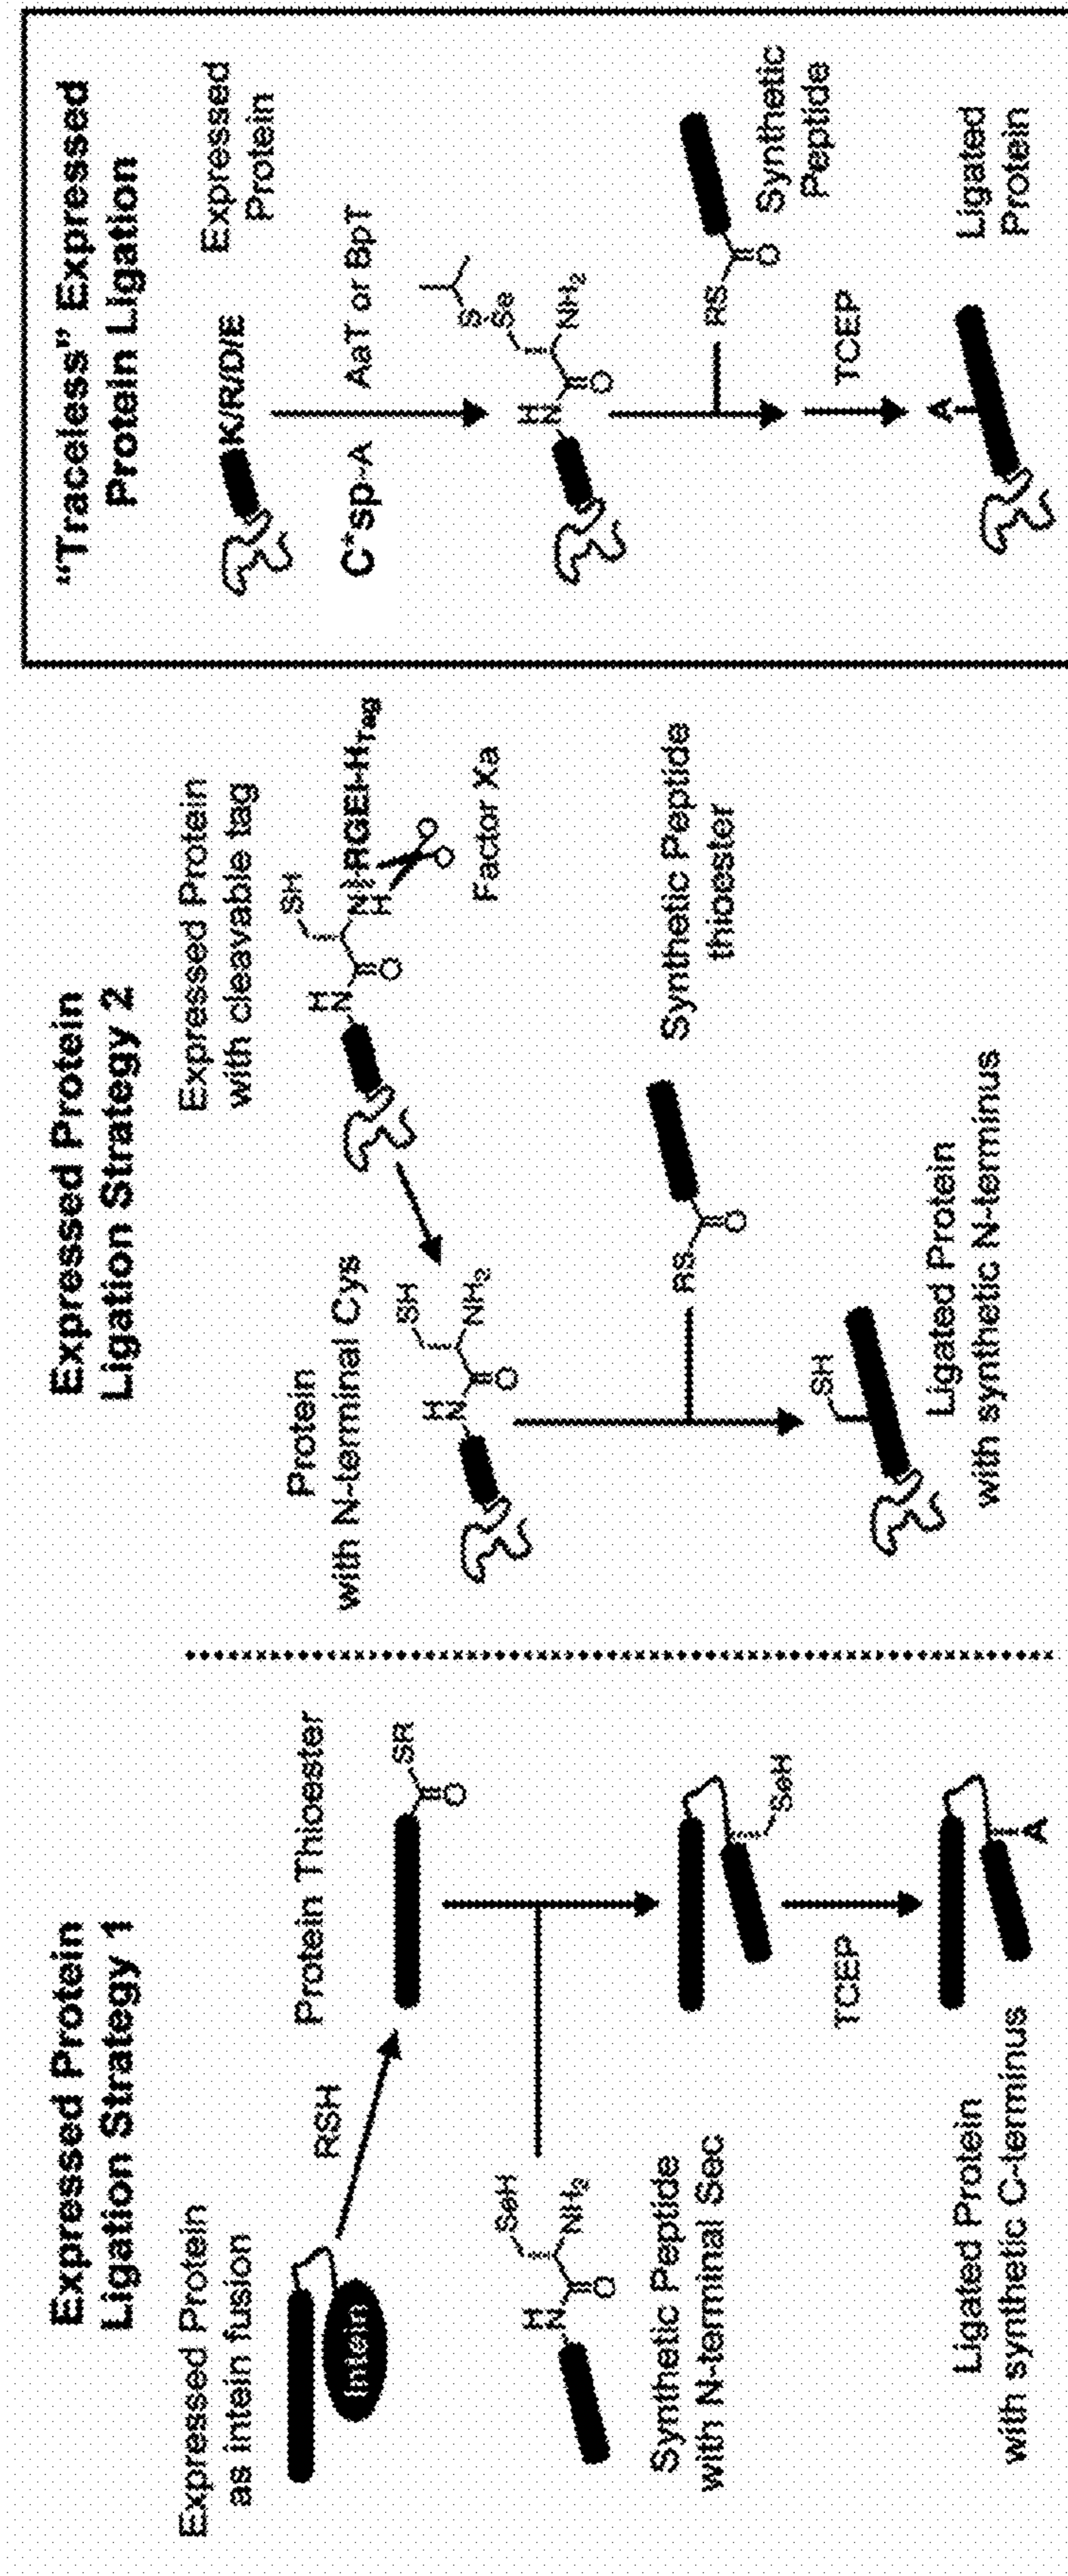 Expressed Protein
Ligation Strategy 1
Expressed Protein
as intein fusion
Intein
RSH
Protein Thioester
SR
O
SeH
H
N
NH2
O
Synthetic Peptide
with N-terminal Sec
SeH
TCEP
A
Ligated Protein
with synthetic C-terminus
Expressed Protein
Ligation Strategy 2
Expressed Protein
with cleavable tag
SH
H
N
O
N
H
RGEI-HTag
Factor Xa
Protein
with N-terminal Cys
SH
H
N
NH2
O
RS
O
Synthetic Peptide
thioester
SH
Ligated Protein
with synthetic N-terminus
"Traceless" Expressed
Protein Ligation
K/R/D/E
Expressed
Protein
C*sp-A
AaT or BpT
S
Se
H
N
NH2
O
RS
O
Synthetic
Peptide
TCEP
A
Ligated
Protein